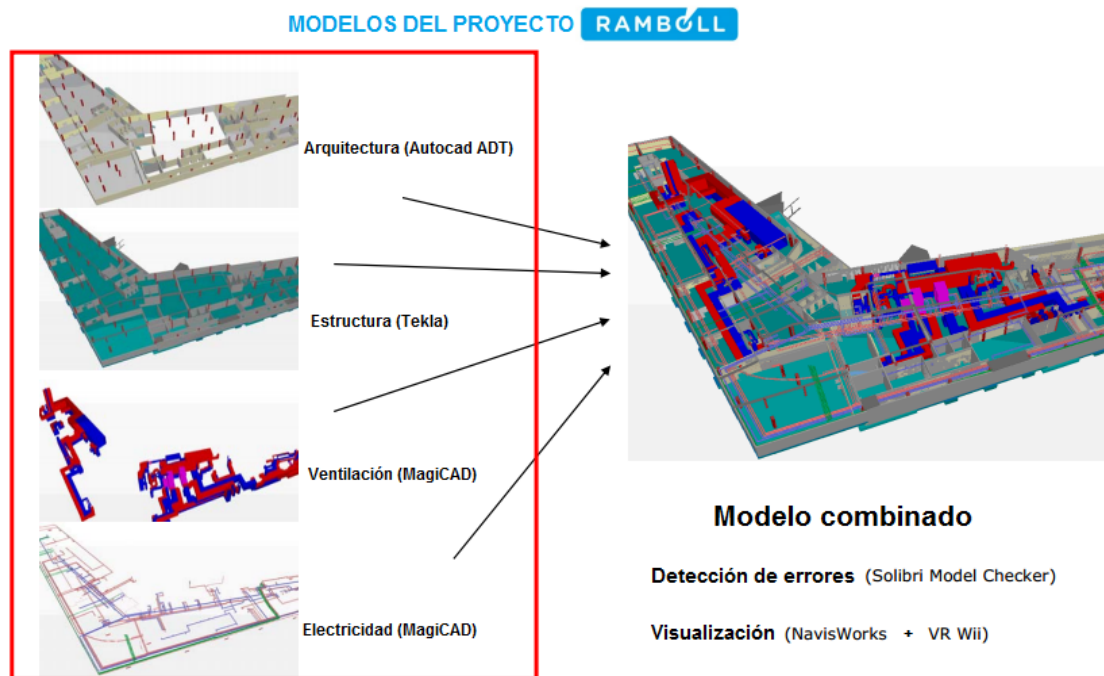 MODELOS DEL PROYECTO RAMBOLL
Arquitectura (Autocad ADT)
Estructura (Tekla)
Ventilación (MagiCAD)
Electricidad (MagiCAD)
Modelo combinado
Detección de errores (Solibri Model Checker)
Visualización (NavisWorks + VR Wii)